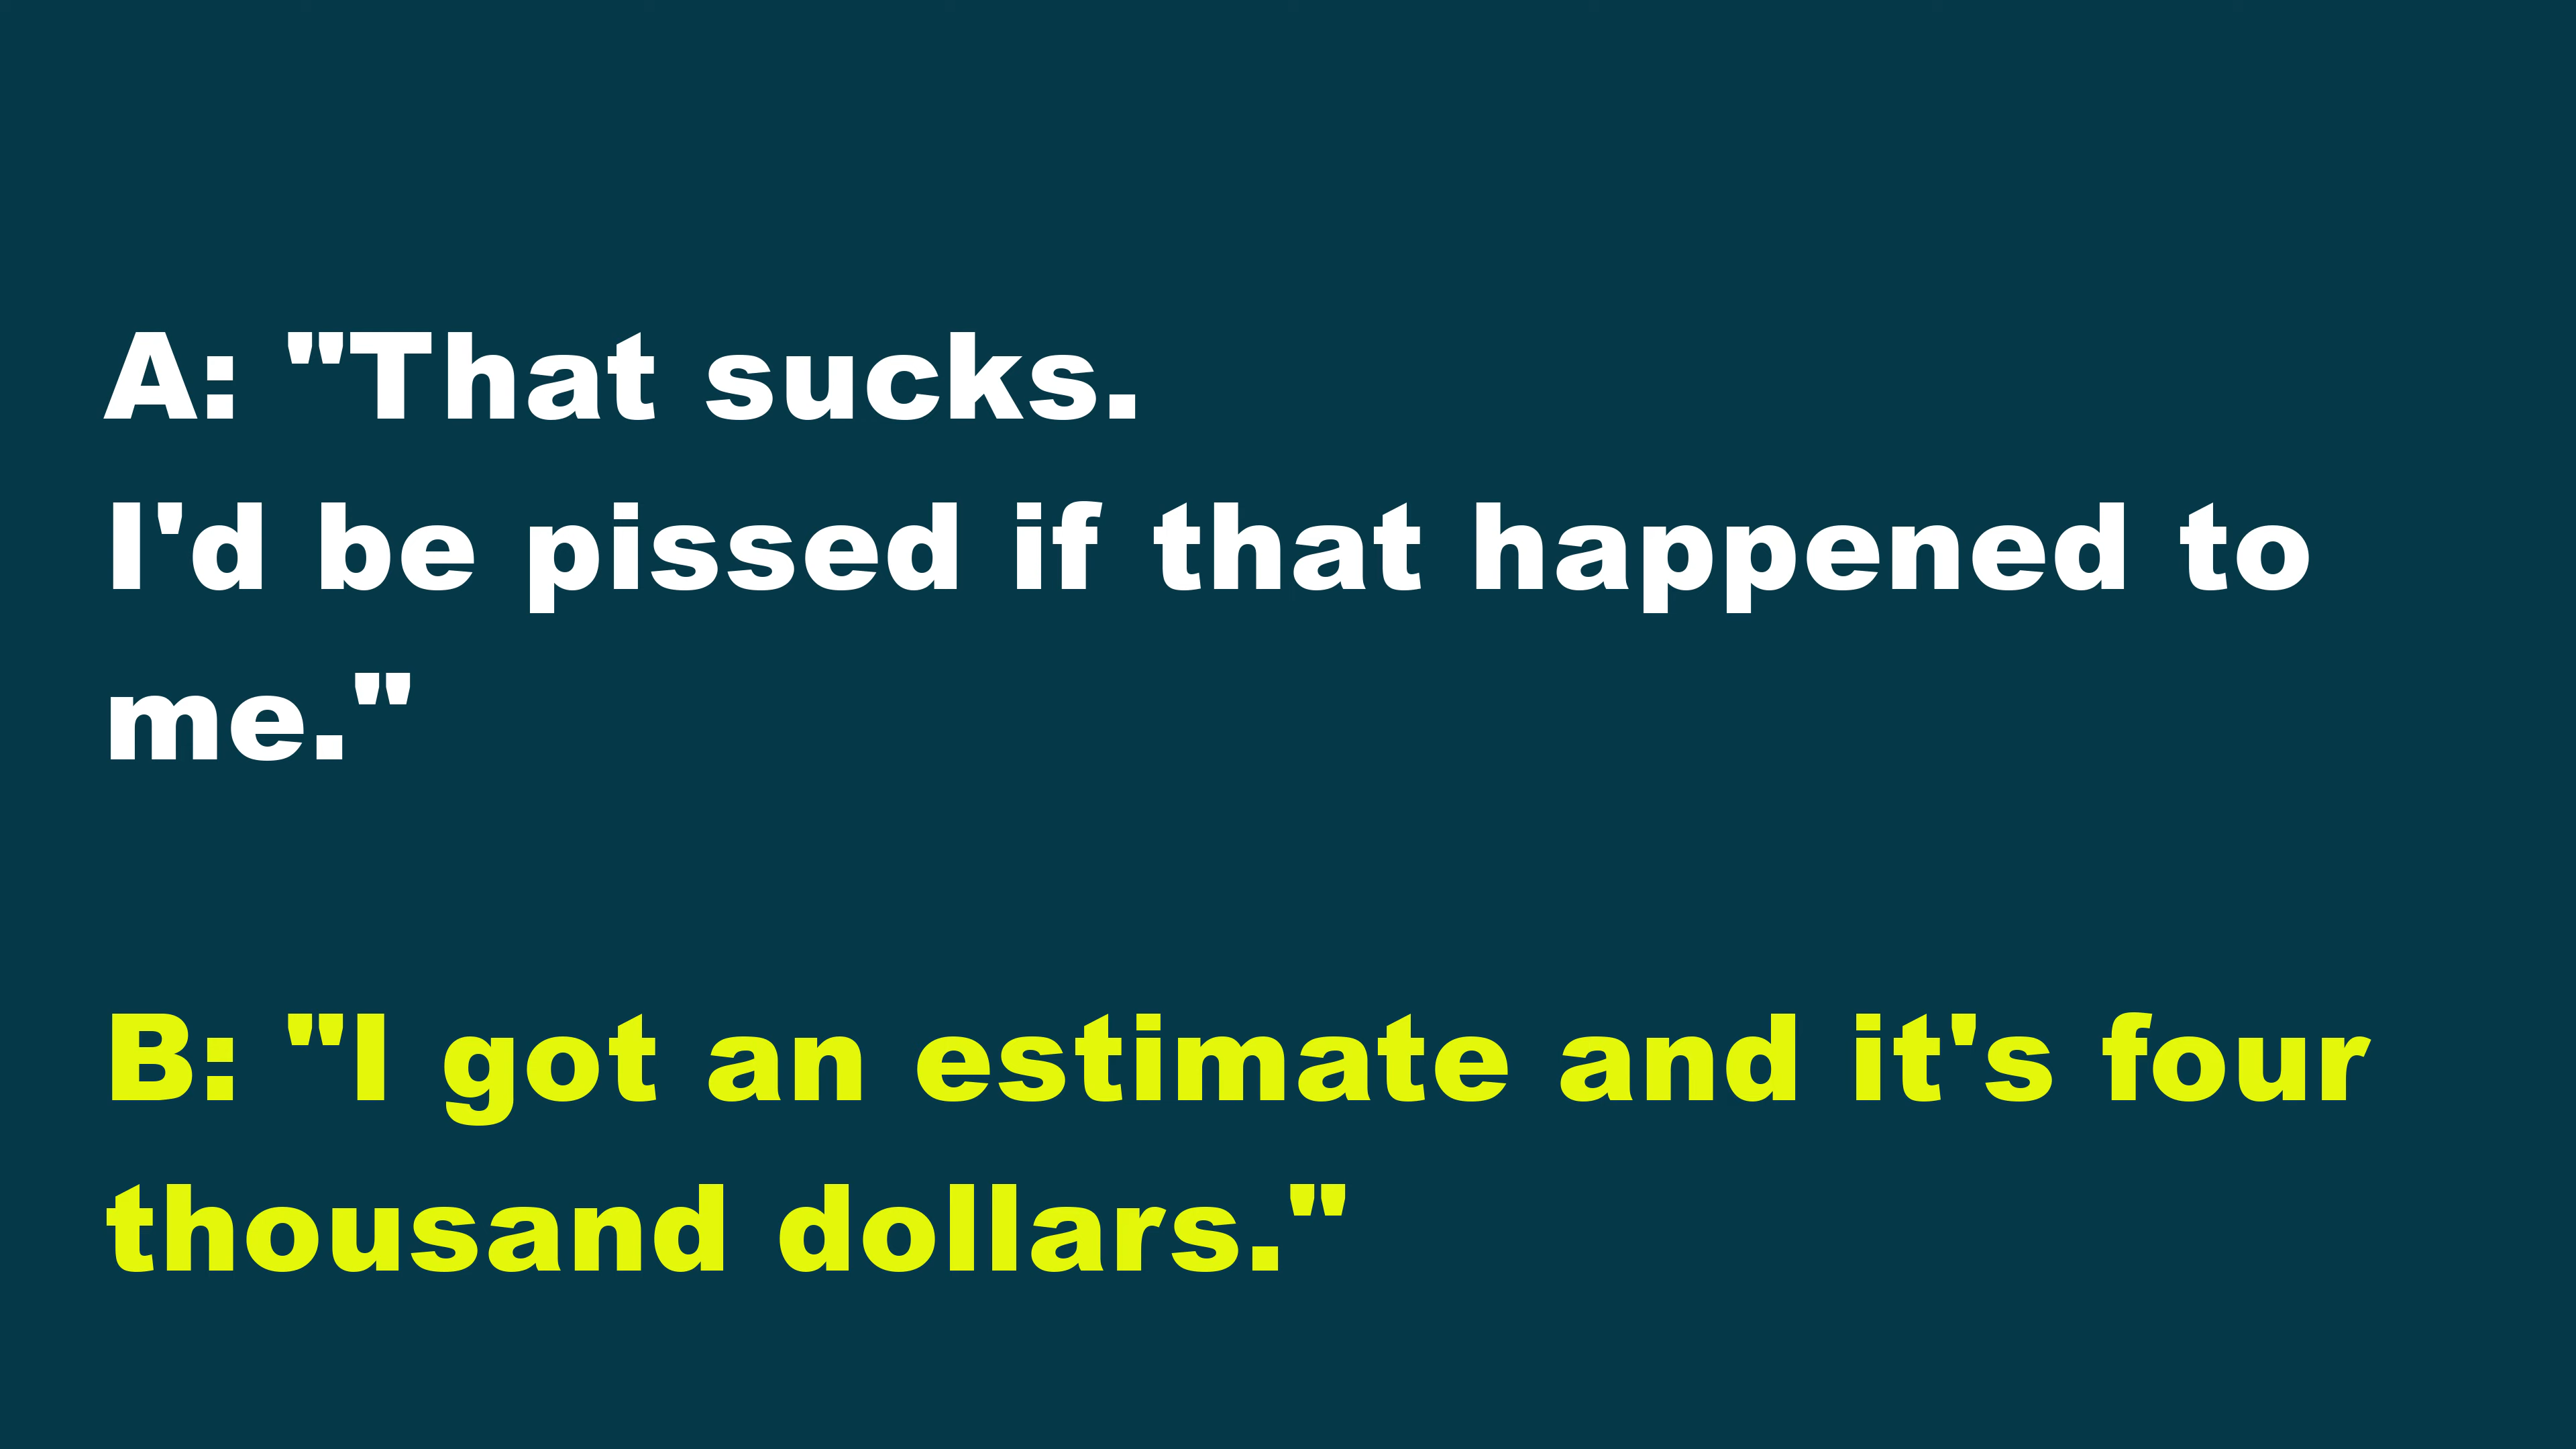 A: "That sucks.
I'd be pissed if that happened to
me."
B: "I got an estimate and it's four
thousand dollars."